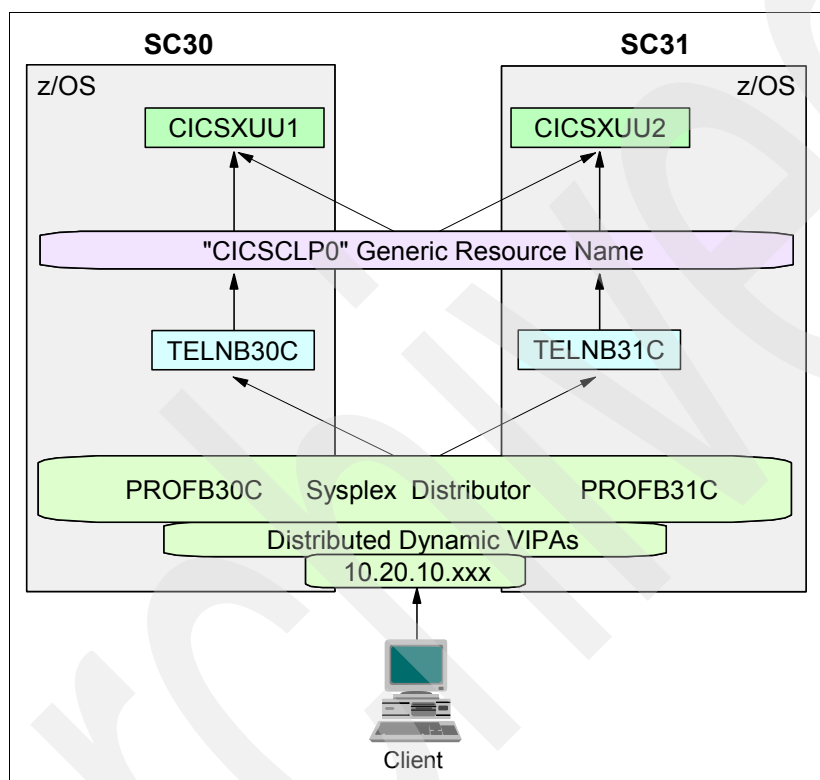 SC30 SC31
z/OS z/OS
CICSXUU1 CICSXUU2
"CICSCLP0" Generic Resource Name
TELNB30C TELNB31C
PROFB30C Sysplex Distributor PROFB31C
Distributed Dynamic VIPAs
10.20.10.xxx
Client